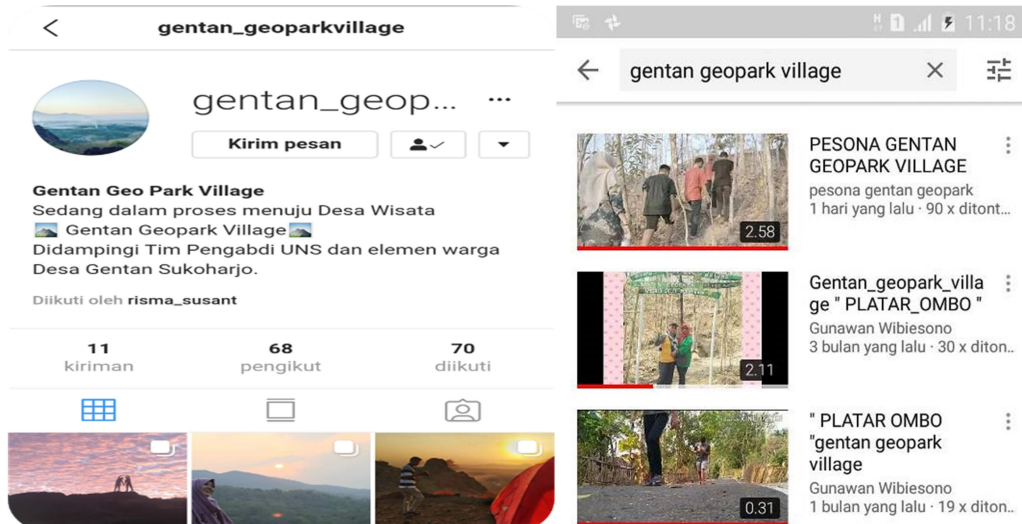 gentan_geoparkvillage
gentan_geop...
Kirim pesan
Gentan Geo Park Village
Sedang dalam proses menuju Desa Wisata
Gentan Geopark Village
Didampingi Tim Pengabdi UNS dan elemen warga
Desa Gentan Sukoharjo.
Diikuti oleh risma_susant
11
kiriman
68
pengikut
70
diikuti
11:18
gentan geopark village
2.58
PESONA GENTAN
GEOPARK VILLAGE
pesona gentan geopark
1 hari yang lalu · 90 x ditont...
2.11
Gentan_geopark_villa
ge " PLATAR_OMBO "
Gunawan Wibiesono
3 bulan yang lalu · 30 x diton..
0.31
" PLATAR OMBO
"gentan geopark
village
Gunawan Wibiesono
1 bulan yang lalu · 19 x diton..